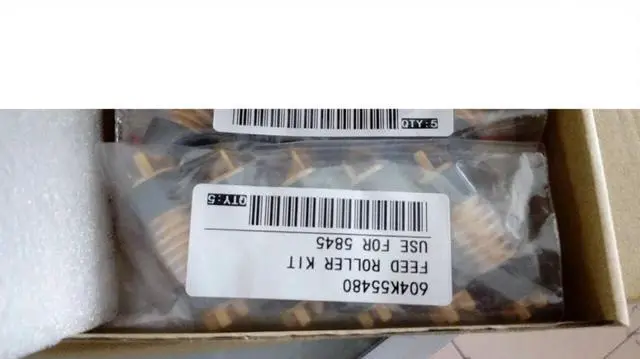 QTY:5
604K55480
FEED ROLLER KIT
USE FOR 5845
QTY:5